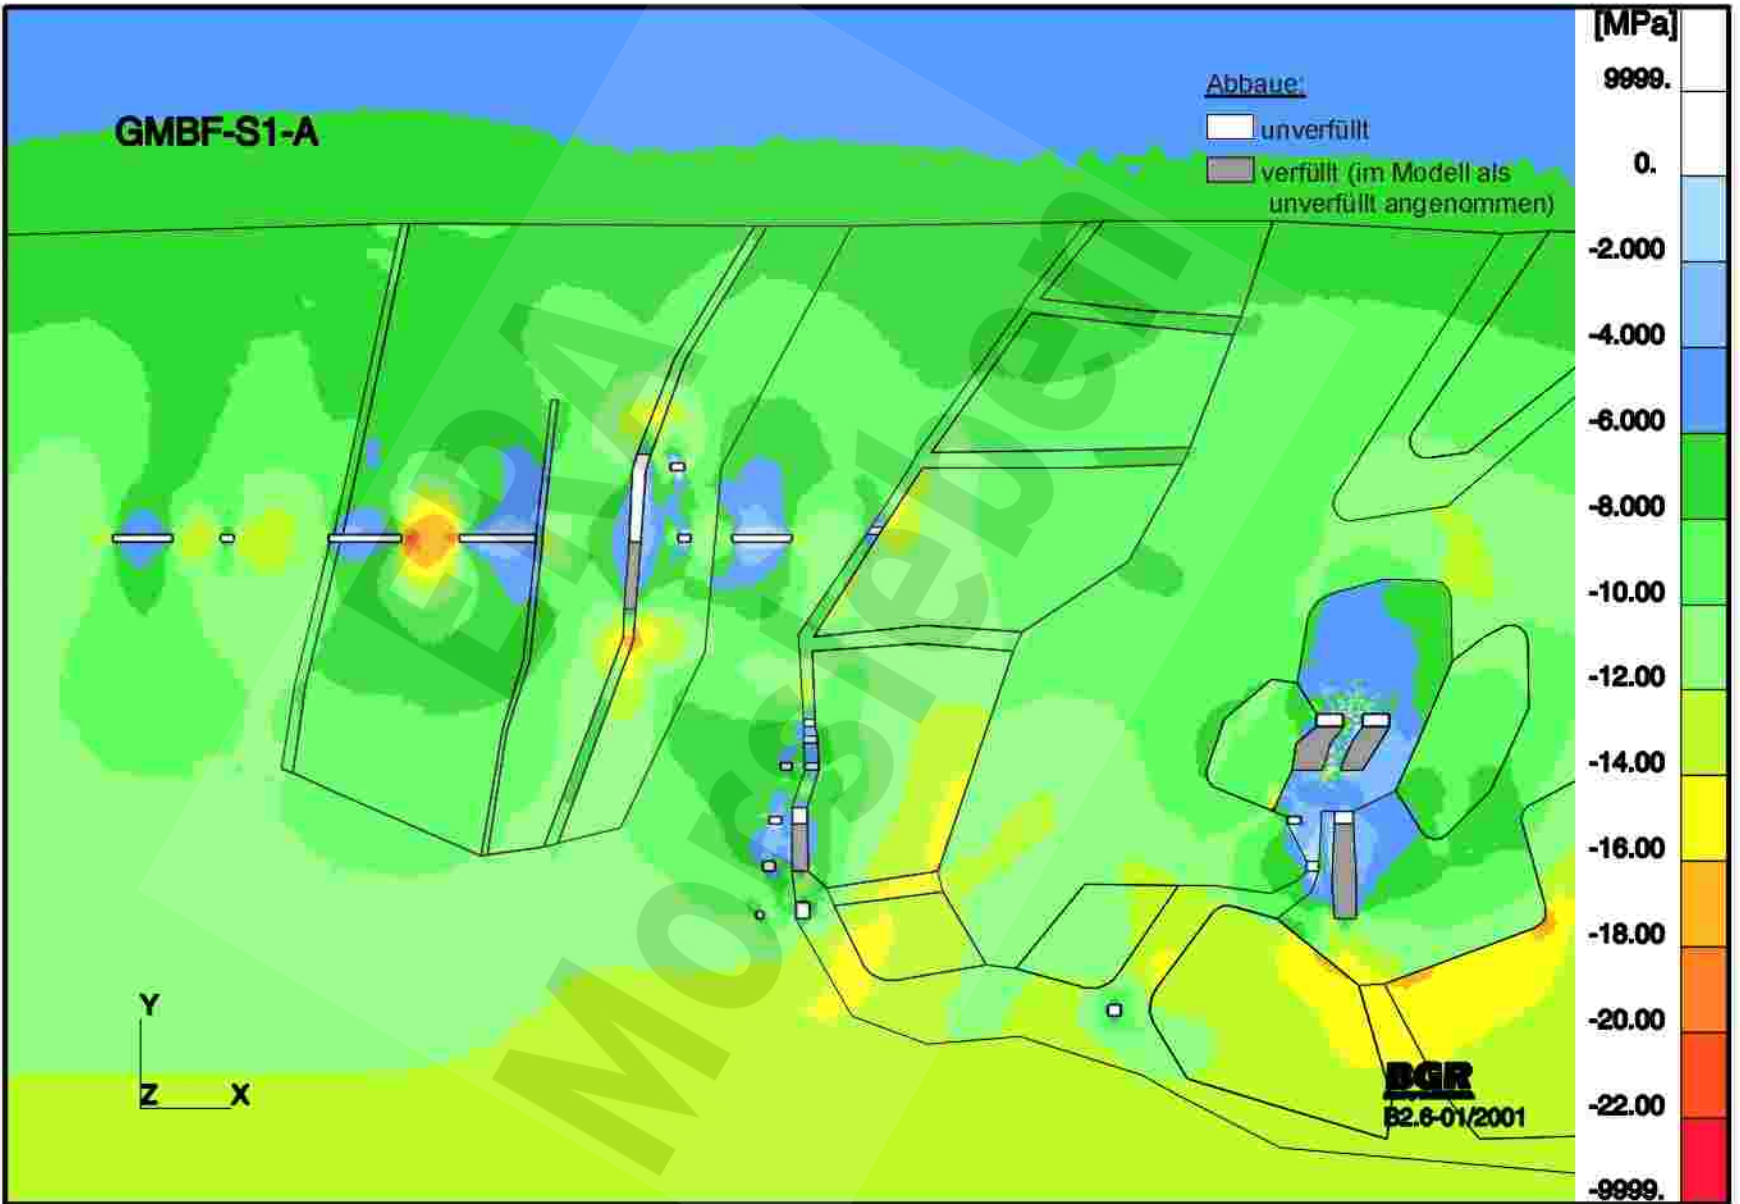 GMBF-S1-A
Abbaue:
unverfüllt
verfüllt (im Modell als
unverfüllt angenommen)
[MPa]
9999.
0.
-2.000
-4.000
-6.000
-8.000
-10.00
-12.00
-14.00
-16.00
-18.00
-20.00
-22.00
-9999.
ERA
Morsleben
Y
Z X
BGR
B2.6-01/2001